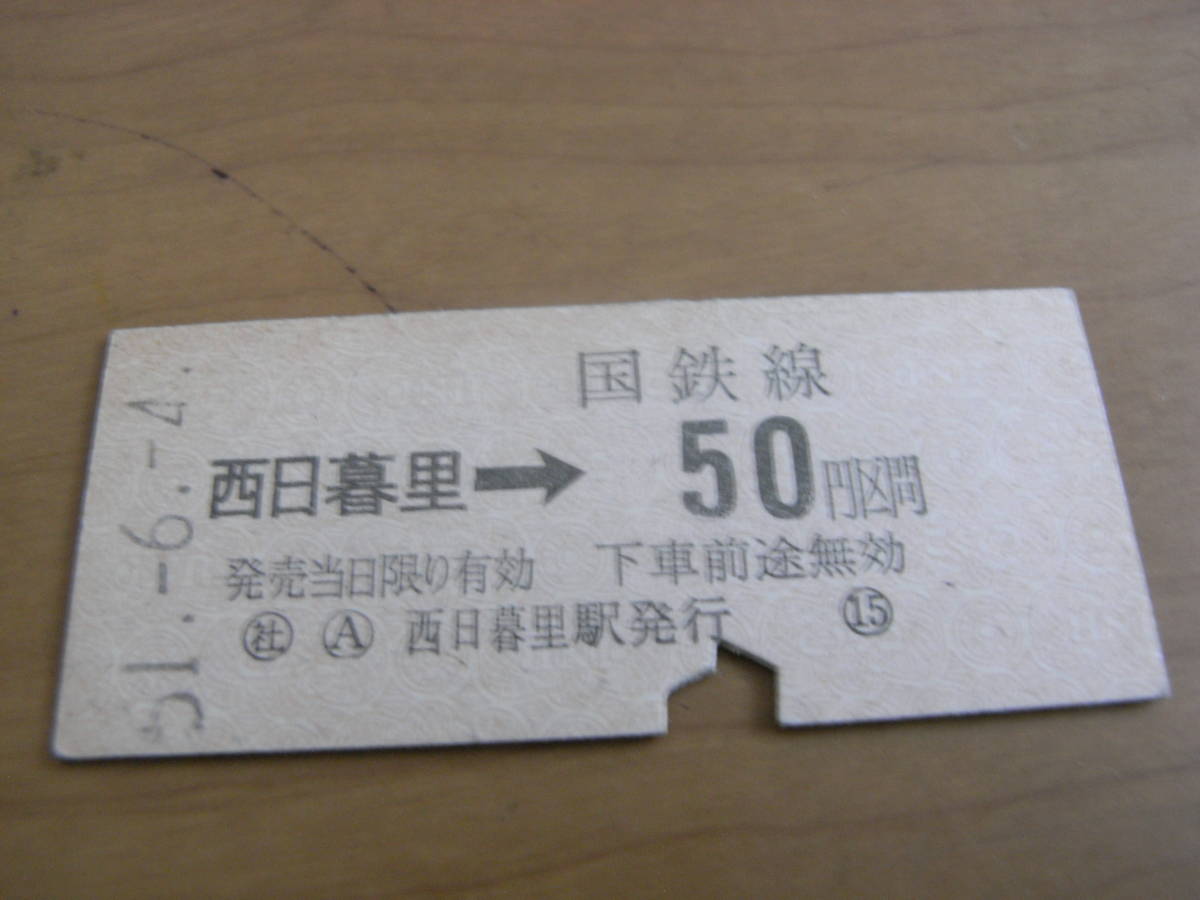 国鉄線
西日暮里→ 50円区間
発売当日限り有効 下車前途無効
㊓ Ⓐ 西日暮里駅発行 ⑮
51.-6.-4.